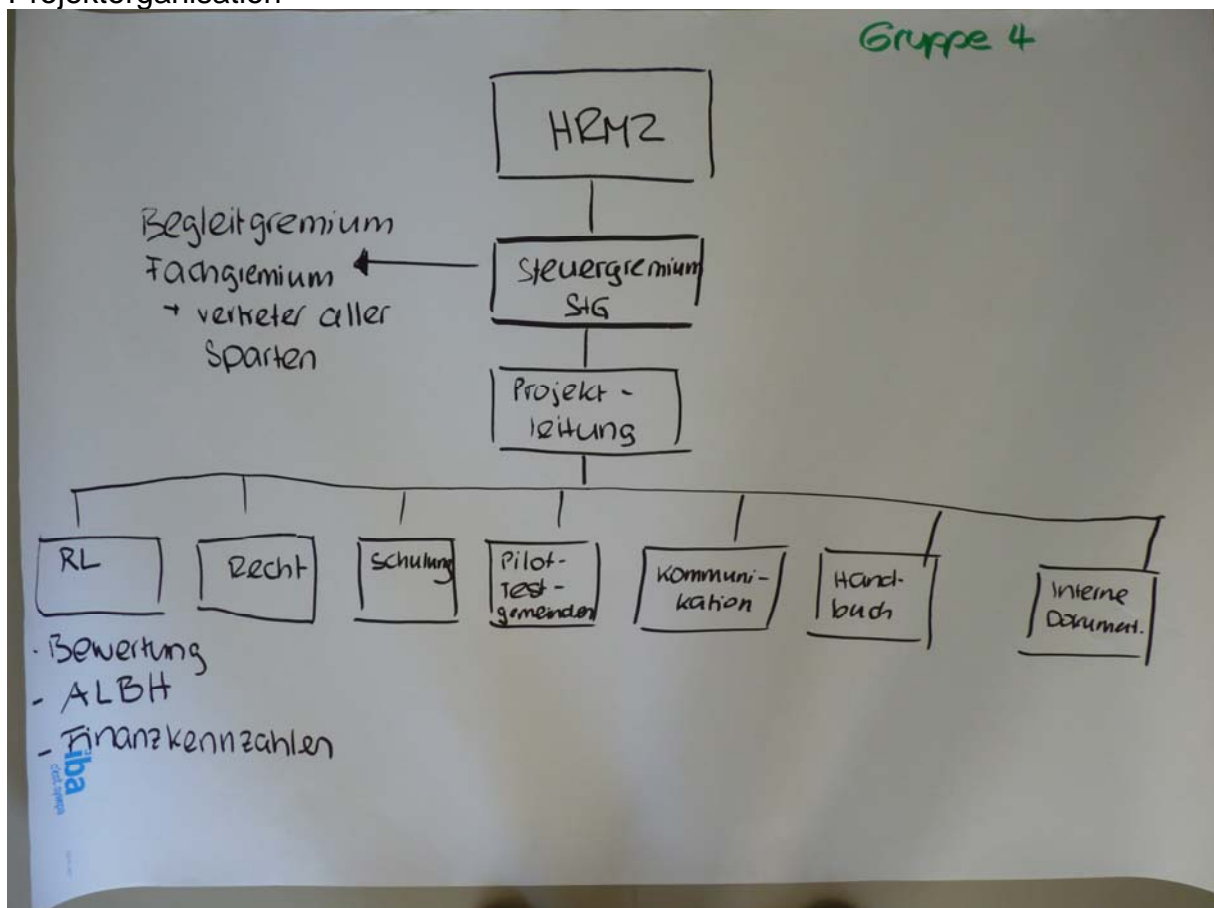 Projektorganisation
Gruppe 4
HRM2
Begleitgremium
Fachgremium
→ vertreter aller
Sparten
Steuergremium
StG
Projekt-
leitung
RL
Recht
Schulung
Pilot-
Test-
gemeinden
Kommuni-
kation
Hand-
buch
Interne
Dokumat.
- Bewertung
- ALBH
- Finanzkennzahlen
iba